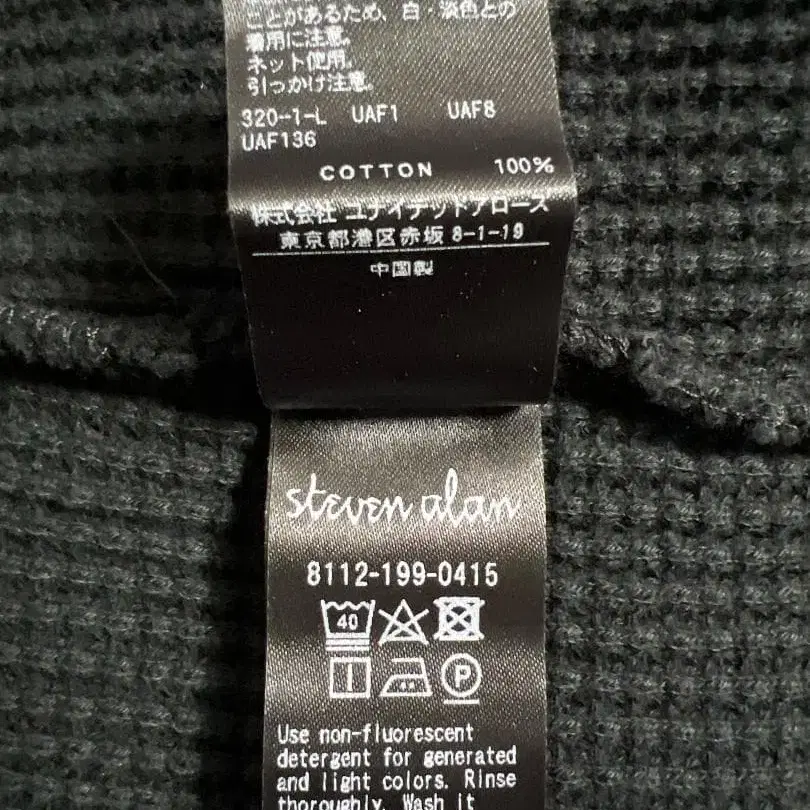 ことがあるため、白・淡色との
着用に注意。
ネット使用。
引っかけ注意。
320-1-L UAF1 UAF8
UAF136
COTTON 100%
株式会社 ユナイテッドアローズ
東京都港区赤坂 8-1-19
中国製
steven alan
8112-199-0415
40
P
Use non-fluorescent
detergent for generated
and light colors. Rinse
thoroughly. Wash it